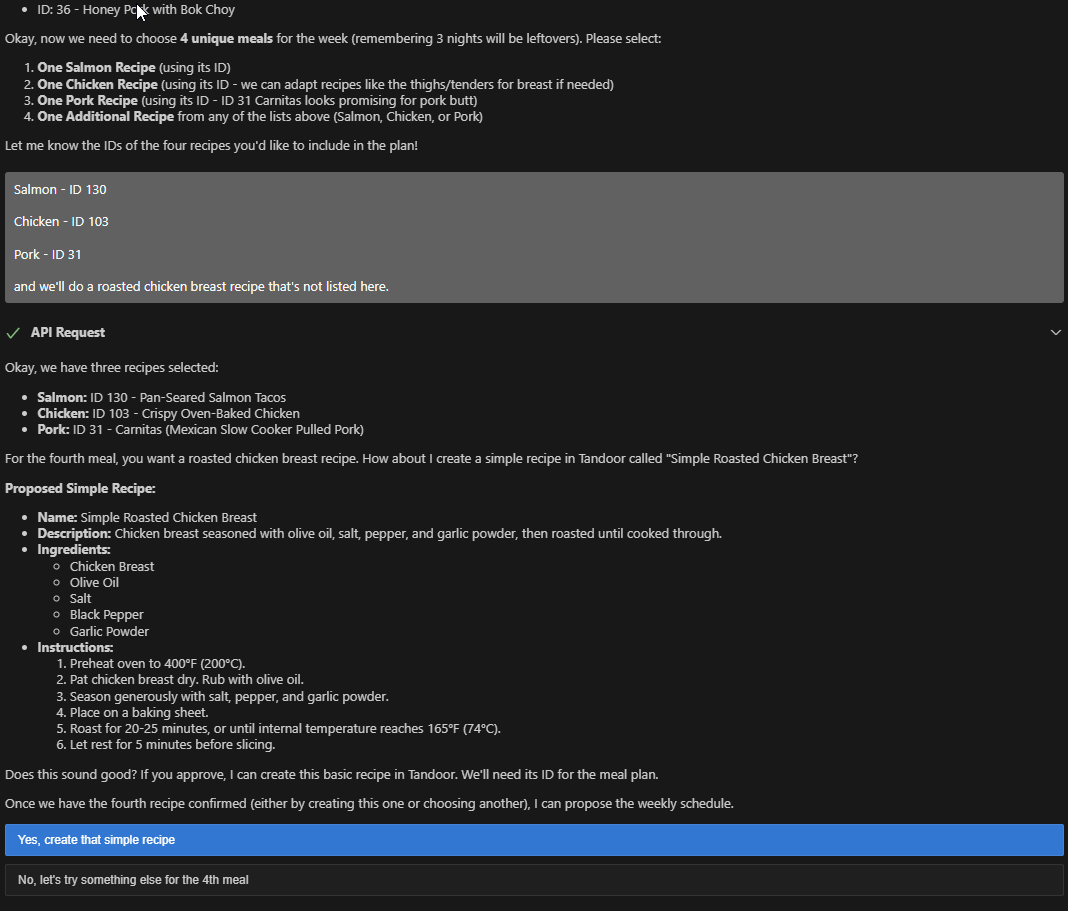 ID: 36 - Honey Pork with Bok Choy
Okay, now we need to choose 4 unique meals for the week (remembering 3 nights will be leftovers). Please select:
1. One Salmon Recipe (using its ID)
2. One Chicken Recipe (using its ID - we can adapt recipes like the thighs/tenders for breast if needed)
3. One Pork Recipe (using its ID - ID 31 Carnitas looks promising for pork butt)
4. One Additional Recipe from any of the lists above (Salmon, Chicken, or Pork)
Let me know the IDs of the four recipes you'd like to include in the plan!
Salmon - ID 130
Chicken - ID 103
Pork - ID 31
and we'll do a roasted chicken breast recipe that's not listed here.
API Request
Okay, we have three recipes selected:
Salmon: ID 130 - Pan-Seared Salmon Tacos
Chicken: ID 103 - Crispy Oven-Baked Chicken
Pork: ID 31 - Carnitas (Mexican Slow Cooker Pulled Pork)
For the fourth meal, you want a roasted chicken breast recipe. How about I create a simple recipe in Tandoor called "Simple Roasted Chicken Breast"?
Proposed Simple Recipe:
Name: Simple Roasted Chicken Breast
Description: Chicken breast seasoned with olive oil, salt, pepper, and garlic powder, then roasted until cooked through.
Ingredients:
Chicken Breast
Olive Oil
Salt
Black Pepper
Garlic Powder
Instructions:
1. Preheat oven to 400°F (200°C).
2. Pat chicken breast dry. Rub with olive oil.
3. Season generously with salt, pepper, and garlic powder.
4. Place on a baking sheet.
5. Roast for 20-25 minutes, or until internal temperature reaches 165°F (74°C).
6. Let rest for 5 minutes before slicing.
Does this sound good? If you approve, I can create this basic recipe in Tandoor. We'll need its ID for the meal plan.
Once we have the fourth recipe confirmed (either by creating this one or choosing another), I can propose the weekly schedule.
Yes, create that simple recipe
No, let's try something else for the 4th meal